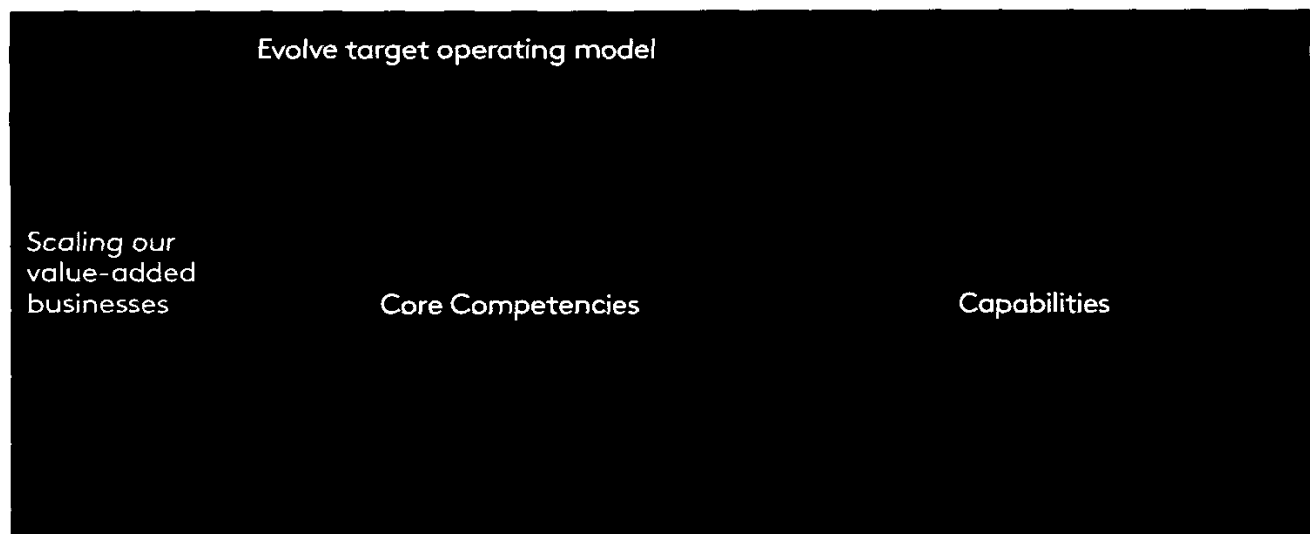 Evolve target operating model
Scaling our
value-added
businesses
Core Competencies
Capabilities